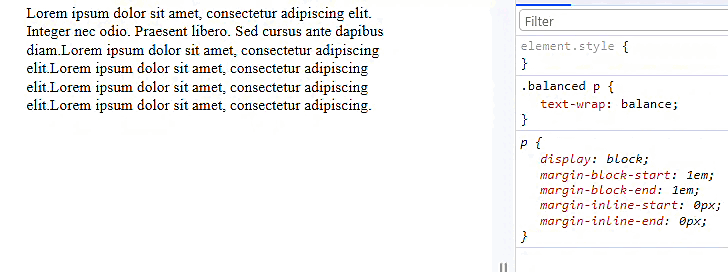 Lorem ipsum dolor sit amet, consectetur adipiscing elit.
Integer nec odio. Praesent libero. Sed cursus ante dapibus
diam.Lorem ipsum dolor sit amet, consectetur adipiscing
elit.Lorem ipsum dolor sit amet, consectetur adipiscing
elit.Lorem ipsum dolor sit amet, consectetur adipiscing
elit.Lorem ipsum dolor sit amet, consectetur adipiscing.
Filter
element.style {
}
.balanced p {
text-wrap: balance;
}
p {
display: block;
margin-block-start: 1em;
margin-block-end: 1em;
margin-inline-start: 0px;
margin-inline-end: 0px;
}